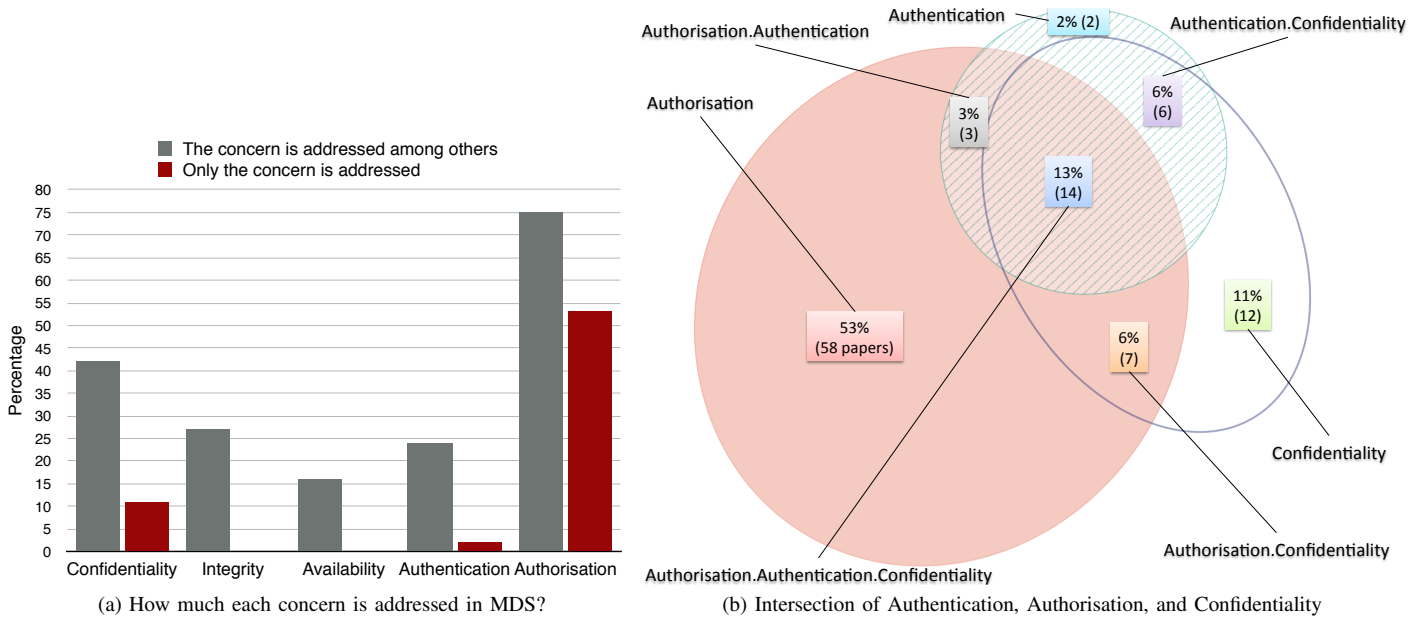 The concern is addressed among others
Only the concern is addressed
Percentage
80
75
70
65
60
55
50
45
40
35
30
25
20
15
10
5
0
Confidentiality Integrity Availability Authentication Authorisation
(a) How much each concern is addressed in MDS?
Authentication
2% (2)
Authentication.Confidentiality
Authorisation.Authentication
Authorisation
6%
(6)
3%
(3)
13%
(14)
11%
(12)
53%
(58 papers)
6%
(7)
Confidentiality
Authorisation.Confidentiality
Authorisation.Authentication.Confidentiality
(b) Intersection of Authentication, Authorisation, and Confidentiality